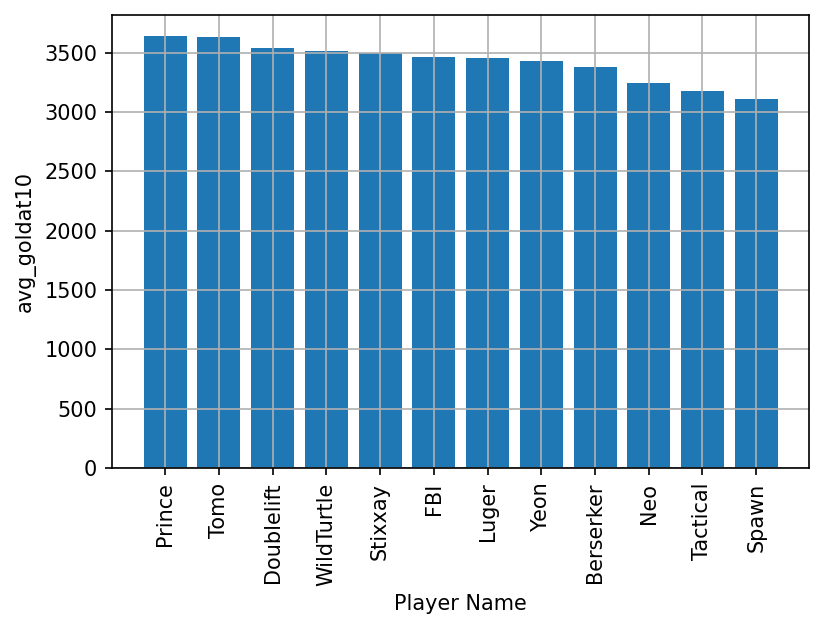 3500
3000
2500
2000
1500
1000
500
0
avg_goldat10
Prince
Tomo
Doublelift
WildTurtle
Stixxay
FBI
Luger
Yeon
Berserker
Neo
Tactical
Spawn
Player Name